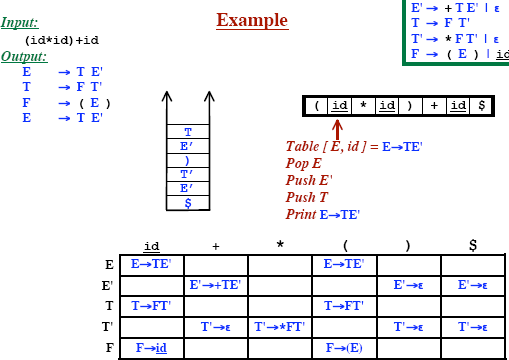 Example
Input:
(id*id)+id
Output:
E → T E'
T → F T'
F → ( E )
E → T E'
E' → + T E' | ε
T → F T'
T' → * F T' | ε
F → ( E ) | id
( id * id ) + id $
T
E'
)
T'
E'
$
Table [ E, id ] = E→TE'
Pop E
Push E'
Push T
Print E→TE'
id + * ( ) $
E E→TE' E→TE'
E' E'→+TE' E'→ε E'→ε
T T→FT' T→FT'
T' T'→ε T'→*FT' T'→ε T'→ε
F F→id F→(E)